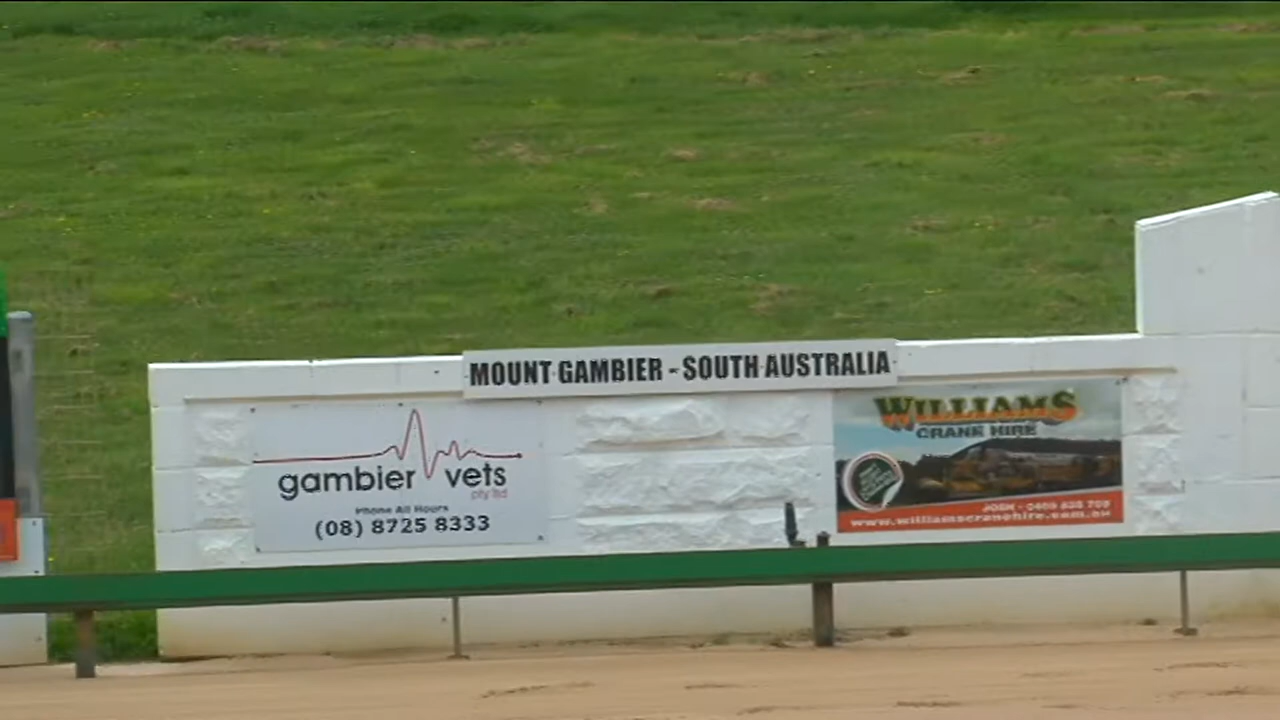 MOUNT GAMBIER - SOUTH AUSTRALIA
gambier vets
pty ltd
Phone All Hours
(08) 8725 8333
WILLIAMS
CRANE HIRE
JOSH -
www.williamscranehire.com.au